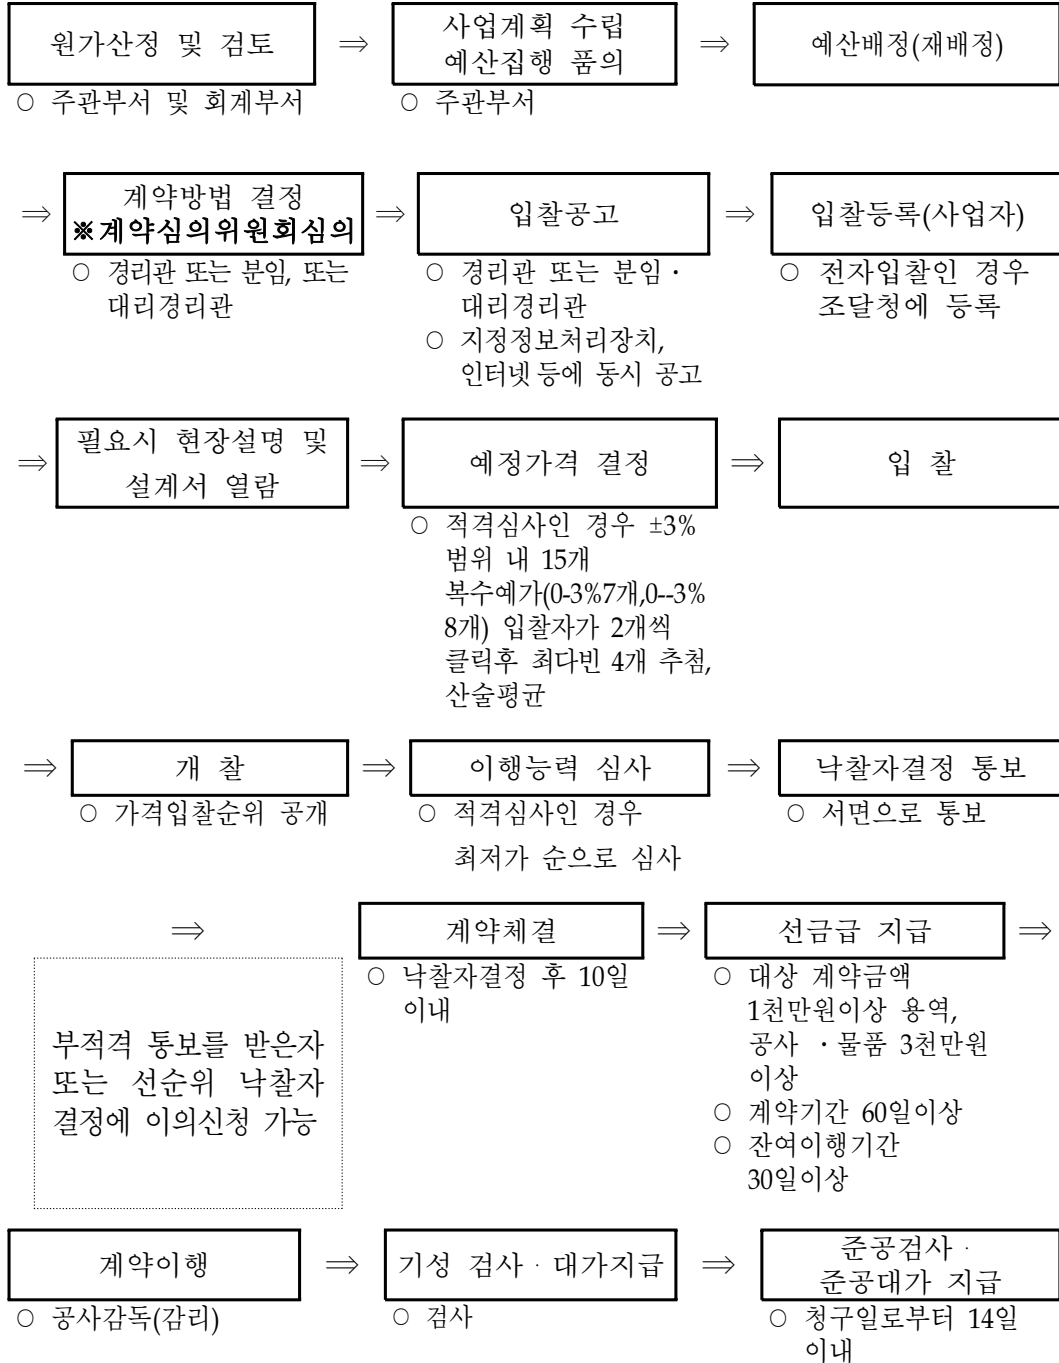 원가산정 및 검토 ⇒ 사업계획 수립 ⇒ 예산배정(재배정)
예산집행 품의
○ 주관부서 및 회계부서
○ 주관부서
⇒ 계약방법 결정
※계약심의위원회심의
○ 경리관 또는 분임, 또는
대리경리관
⇒ 입찰공고
○ 경리관 또는 분임 ·
대리경리관
○ 지정정보처리장치,
인터넷 등에 동시 공고
⇒ 입찰등록(사업자)
○ 전자입찰인 경우
조달청에 등록
⇒ 필요시 현장설명 및
설계서 열람
⇒ 예정가격 결정
○ 적격심사인 경우 ±3%
범위 내 15개
복수예가(0-3%7개,0--3%
8개) 입찰자가 2개씩
클릭후 최다빈 4개 추첨,
산술평균
⇒ 입 찰
⇒ 개 찰
○ 가격입찰순위 공개
⇒ 이행능력 심사
○ 적격심사인 경우
최저가 순으로 심사
⇒ 낙찰자결정 통보
○ 서면으로 통보
⇒
부적격 통보를 받은자
또는 선순위 낙찰자
결정에 이의신청 가능
계약체결
○ 낙찰자결정 후 10일
이내
⇒ 선금급 지급 ⇒
○ 대상 계약금액
1천만원이상 용역,
공사 ·물품 3천만원
이상
○ 계약기간 60일이상
○ 잔여이행기간
30일이상
계약이행
○ 공사감독(감리)
⇒ 기성 검사 · 대가지급
○ 검사
⇒ 준공검사 ·
준공대가 지급
○ 청구일로부터 14일
이내